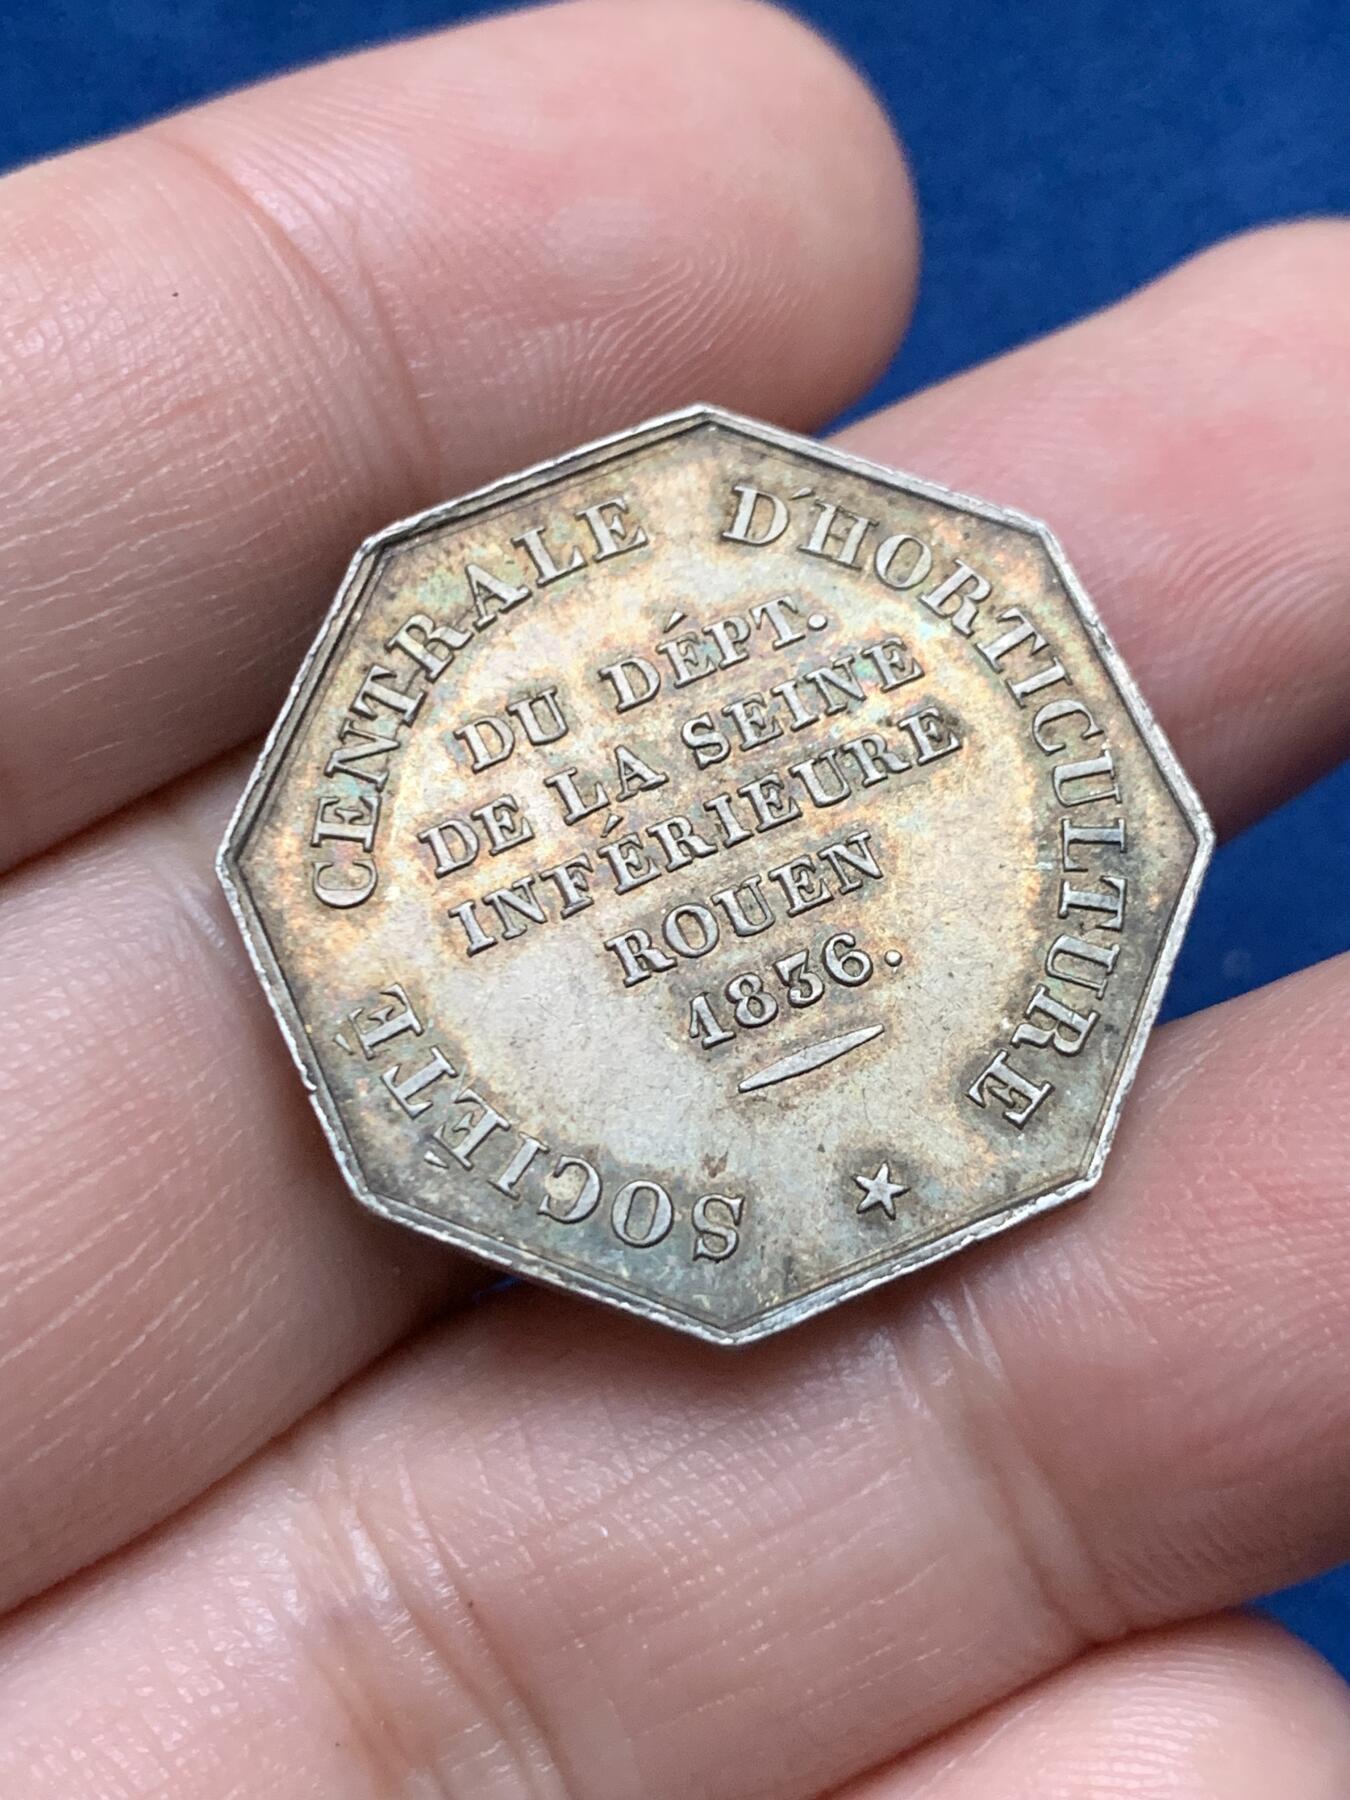 SOCIÉTÉ CENTRALE D'HORTICULTURE
DU DÉPT.
DE LA SEINE
INFÉRIEURE
ROUEN
1836.